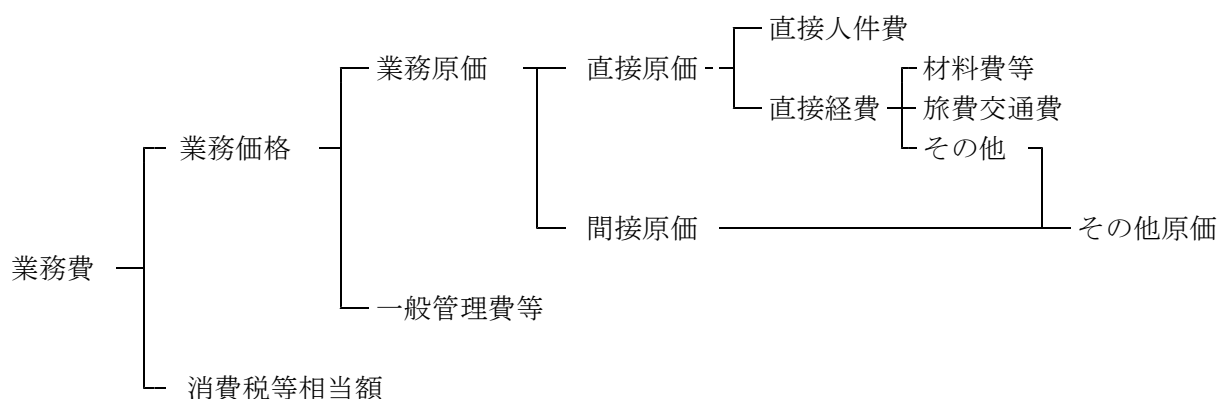 直接人件費
業務原価 直接原価 材料費等
直接経費 旅費交通費
業務価格 その他
間接原価 その他原価
業務費
一般管理費等
消費税等相当額